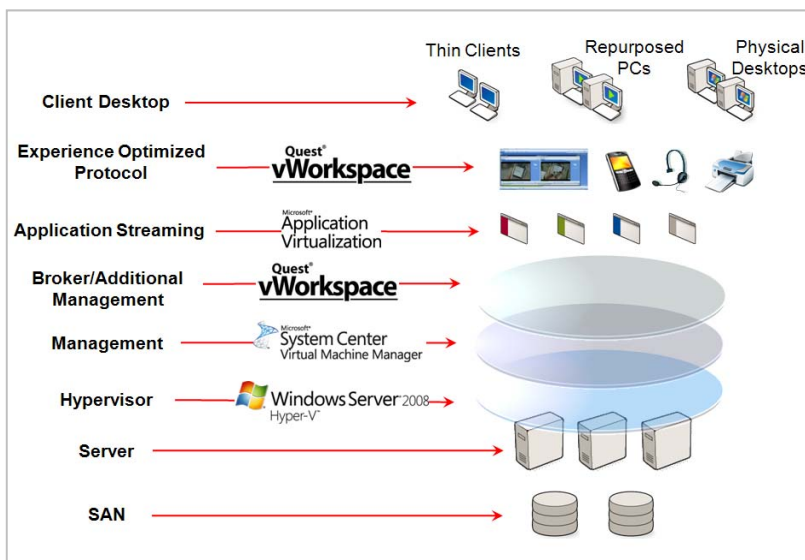 Thin Clients
Repurposed
PCs
Physical
Desktops
Client Desktop
Experience Optimized
Protocol
Quest®
vWorkspace
Application Streaming
Microsoft®
Application
Virtualization
Broker/Additional
Management
Quest®
vWorkspace
Management
Microsoft®
System Center
Virtual Machine Manager
Hypervisor
Windows Server® 2008
Hyper-V™
Server
SAN